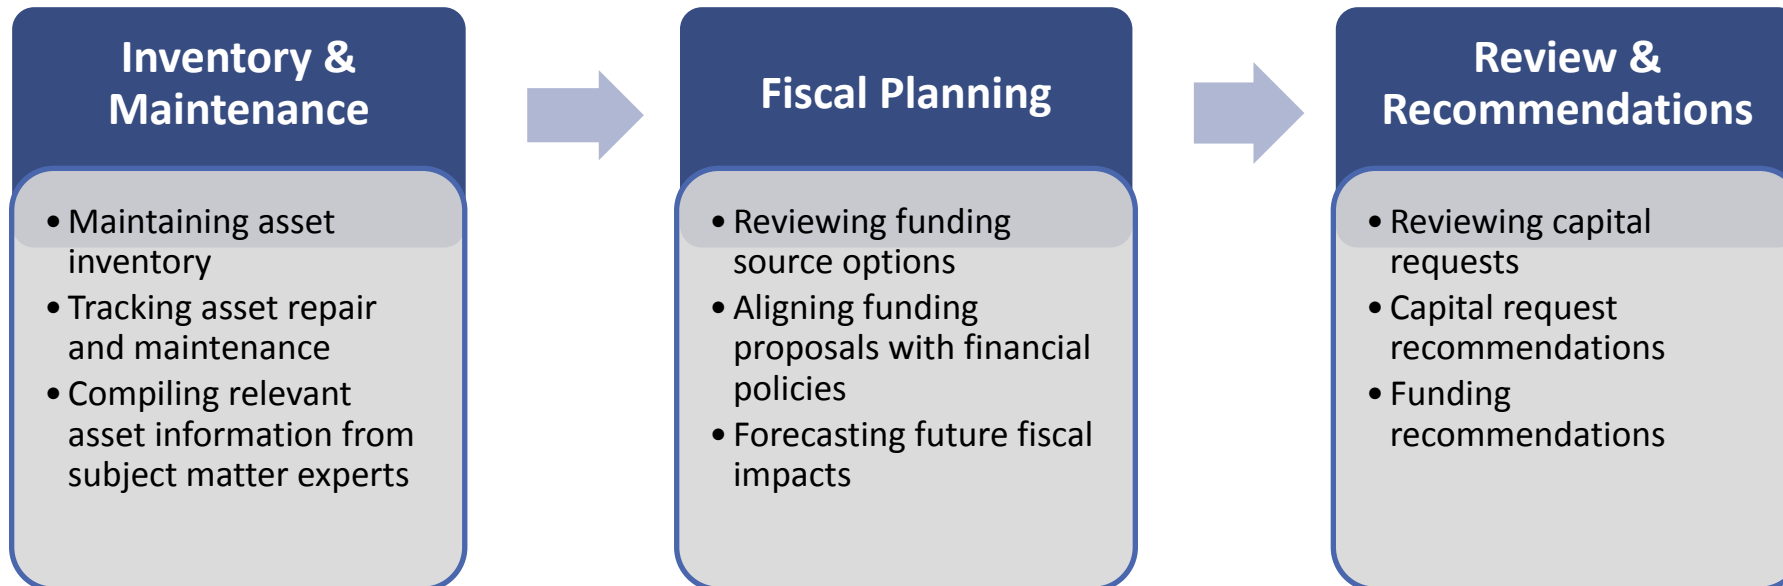 Inventory &
Maintenance
• Maintaining asset
inventory
• Tracking asset repair
and maintenance
• Compiling relevant
asset information from
subject matter experts
Fiscal Planning
• Reviewing funding
source options
• Aligning funding
proposals with financial
policies
• Forecasting future fiscal
impacts
Review &
Recommendations
• Reviewing capital
requests
• Capital request
recommendations
• Funding
recommendations